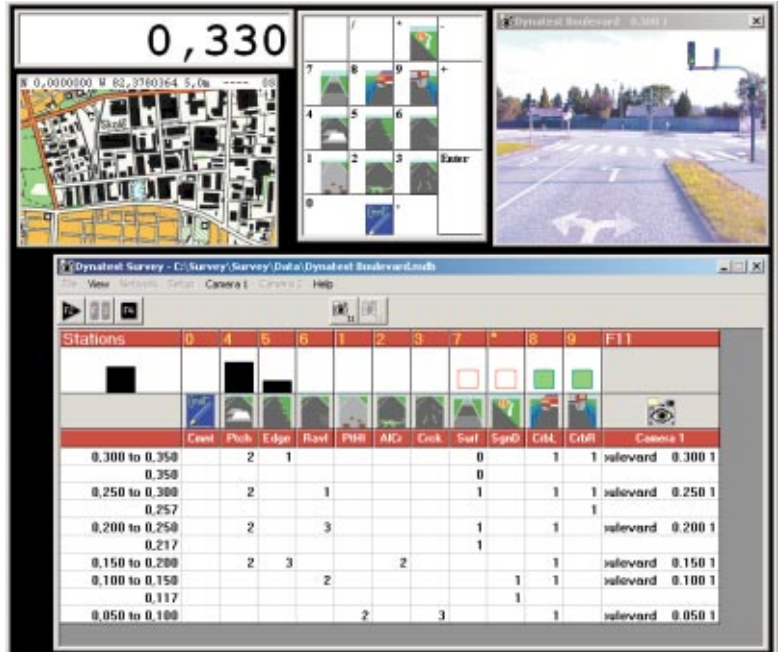 0,330
N 0,0000000 W 82,3780364 5,0m ---- 08
Skole
/ * -
7 8 9 +
4 5 6
1 2 3 Enter
0
Dynatest Boulevard 0.300 1
Dynatest Survey - C:\Survey\Survey\Data\Dynatest Boulevard.mdb
File View Network Setup Camera 1 Camera 2 Help
Stations 0 4 5 6 1 2 3 7 * 8 9 F11
Cmnt Ptch Edge Ravl PtHl AlCr Crck Surf SgnD CrbL CrbR Camera 1
0,300 to 0,350 2 1 0 1 1 oulevard 0.300 1
0,350 0
0,250 to 0,300 2 1 1 1 1 oulevard 0.250 1
0,257 1
0,200 to 0,250 2 3 1 1 oulevard 0.200 1
0,217 1
0,150 to 0,200 2 3 2 1 oulevard 0.150 1
0,100 to 0,150 2 1 1 oulevard 0.100 1
0,117 1
0,050 to 0,100 2 3 1 oulevard 0.050 1